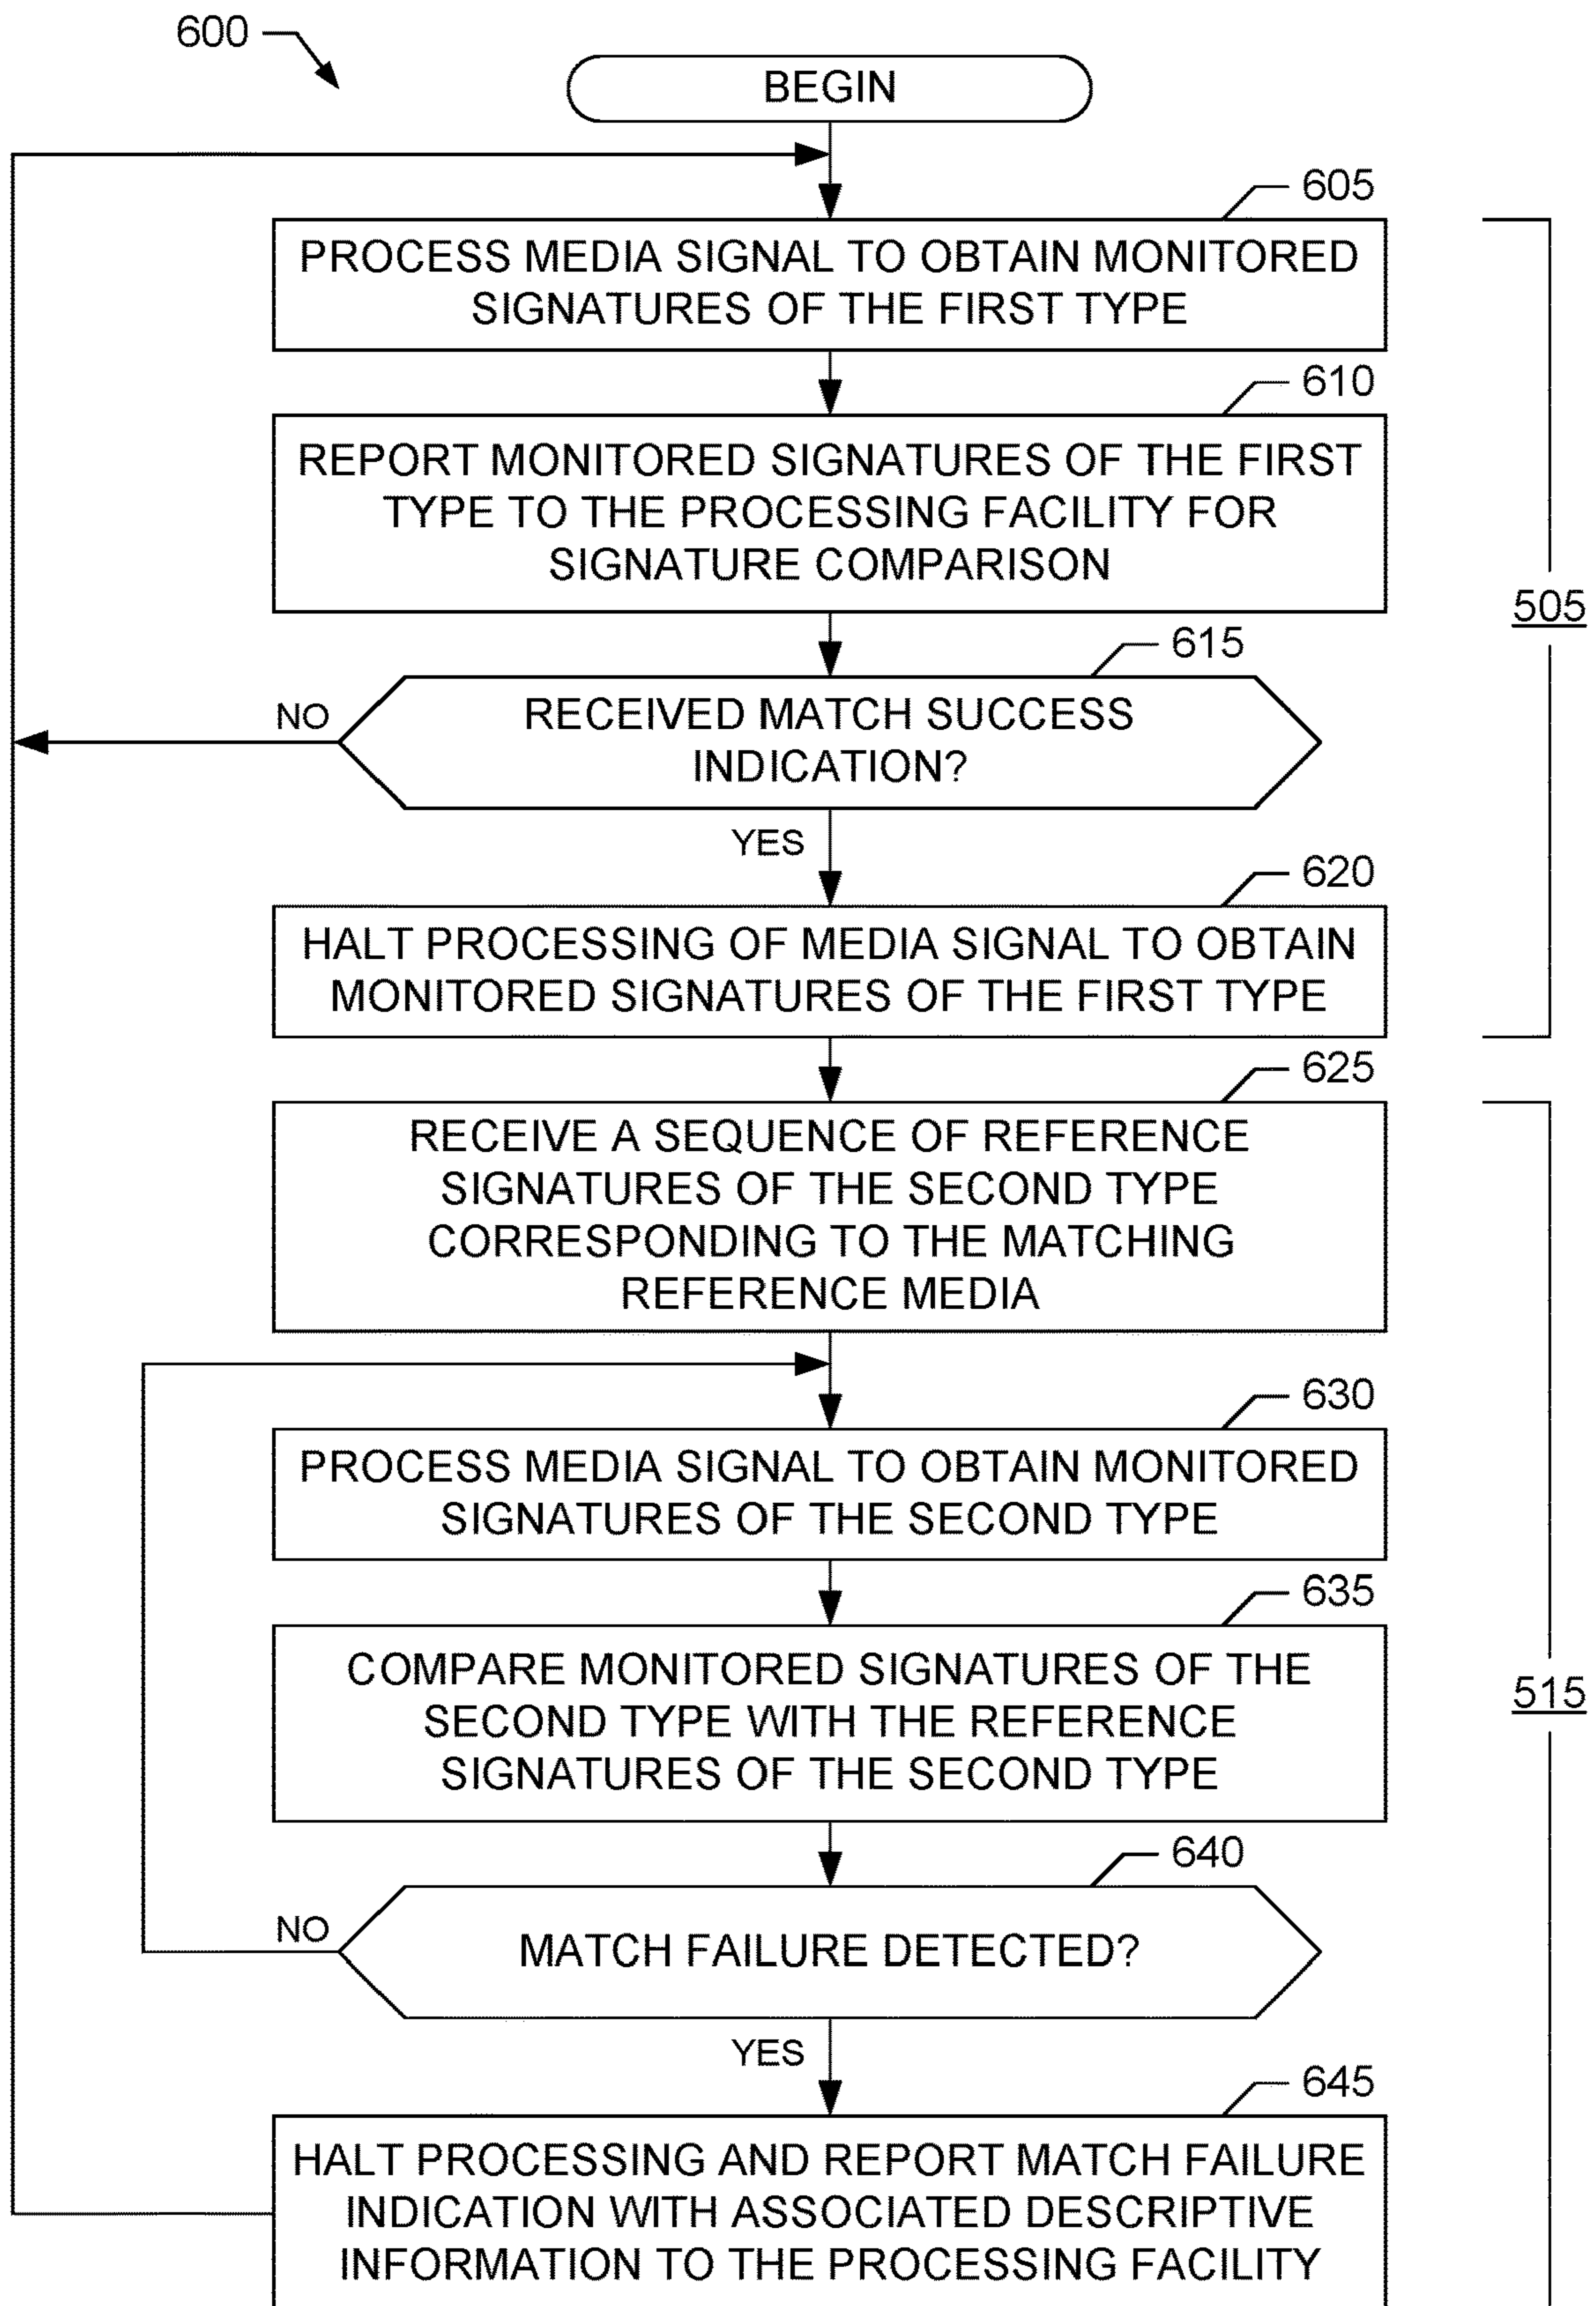 600
BEGIN
605
PROCESS MEDIA SIGNAL TO OBTAIN MONITORED
SIGNATURES OF THE FIRST TYPE
610
REPORT MONITORED SIGNATURES OF THE FIRST
TYPE TO THE PROCESSING FACILITY FOR
SIGNATURE COMPARISON
505
615
NO
RECEIVED MATCH SUCCESS
INDICATION?
YES
620
HALT PROCESSING OF MEDIA SIGNAL TO OBTAIN
MONITORED SIGNATURES OF THE FIRST TYPE
625
RECEIVE A SEQUENCE OF REFERENCE
SIGNATURES OF THE SECOND TYPE
CORRESPONDING TO THE MATCHING
REFERENCE MEDIA
630
PROCESS MEDIA SIGNAL TO OBTAIN MONITORED
SIGNATURES OF THE SECOND TYPE
635
COMPARE MONITORED SIGNATURES OF THE
SECOND TYPE WITH THE REFERENCE
SIGNATURES OF THE SECOND TYPE
515
640
NO
MATCH FAILURE DETECTED?
YES
645
HALT PROCESSING AND REPORT MATCH FAILURE
INDICATION WITH ASSOCIATED DESCRIPTIVE
INFORMATION TO THE PROCESSING FACILITY